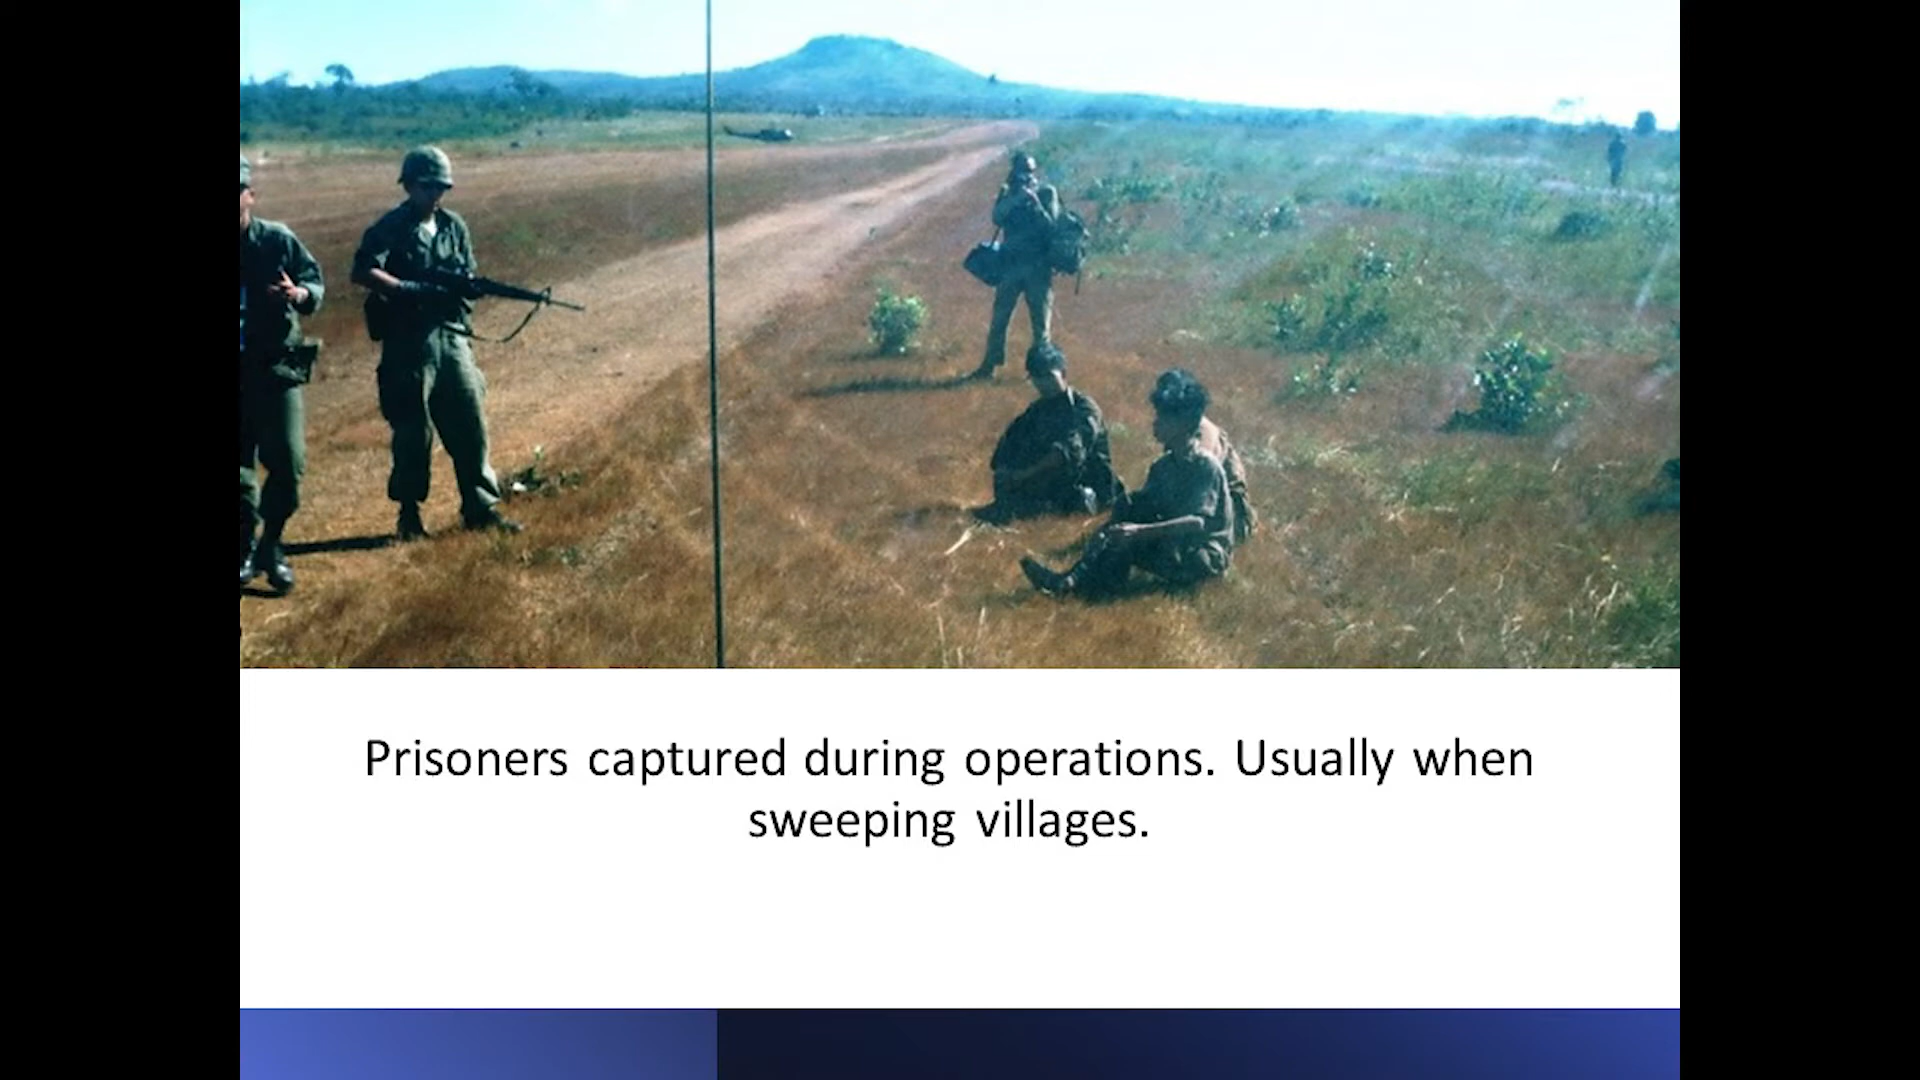 Prisoners captured during operations. Usually when
sweeping villages.